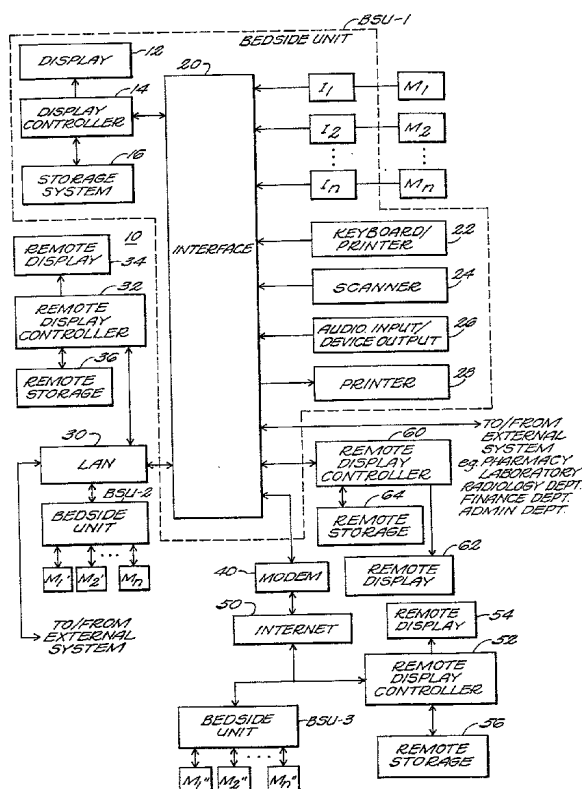 BSU-1
BEDSIDE UNIT
12
DISPLAY
14
DISPLAY
CONTROLLER
16
STORAGE
SYSTEM
20
INTERFACE
I1
M1
I2
M2
In
Mn
KEYBOARD/
PRINTER
22
SCANNER
24
AUDIO INPUT/
DEVICE OUTPUT
26
PRINTER
28
10
REMOTE
DISPLAY
34
32
REMOTE
DISPLAY
CONTROLLER
36
REMOTE
STORAGE
30
LAN
BSU-2
BEDSIDE
UNIT
M1'
M2'
Mn'
TO/FROM
EXTERNAL
SYSTEM
TO/FROM
EXTERNAL
SYSTEM
eg. PHARMACY
LABORATORY
RADIOLOGY DEPT.
FINANCE DEPT.
ADMIN DEPT.
60
REMOTE
DISPLAY
CONTROLLER
64
REMOTE
STORAGE
62
REMOTE
DISPLAY
40
MODEM
50
INTERNET
54
REMOTE
DISPLAY
52
REMOTE
DISPLAY
CONTROLLER
56
REMOTE
STORAGE
BEDSIDE
UNIT
BSU-3
M1"
M2"
Mn"